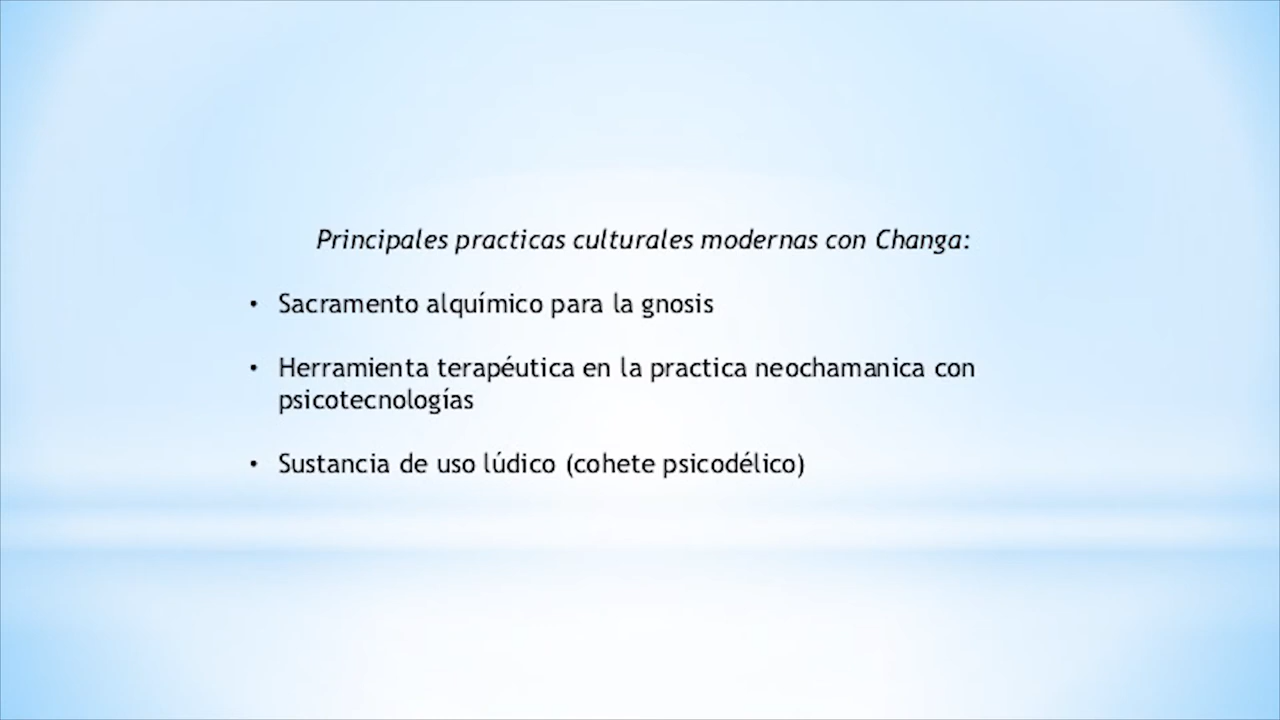 Principales practicas culturales modernas con Changa:
• Sacramento alquímico para la gnosis
• Herramienta terapéutica en la practica neochamanica con
psicotecnologías
• Sustancia de uso lúdico (cohete psicodélico)